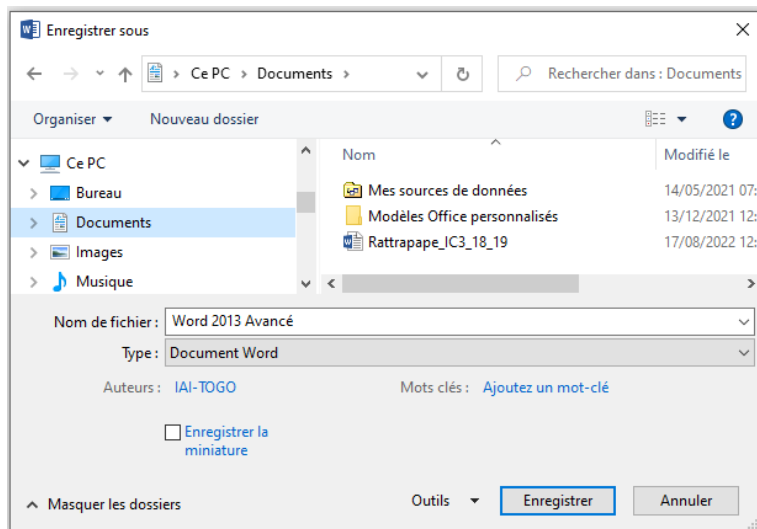 Enregistrer sous
Ce PC > Documents >
Rechercher dans : Documents
Organiser
Nouveau dossier
Ce PC
Bureau
Documents
Images
Musique
Nom
Modifié le
Mes sources de données
14/05/2021 07:
Modèles Office personnalisés
13/12/2021 12:
Rattrapape_IC3_18_19
17/08/2022 12:
Nom de fichier : Word 2013 Avancé
Type : Document Word
Auteurs : IAI-TOGO
Mots clés : Ajoutez un mot-clé
Enregistrer la
miniature
Masquer les dossiers
Outils
Enregistrer
Annuler